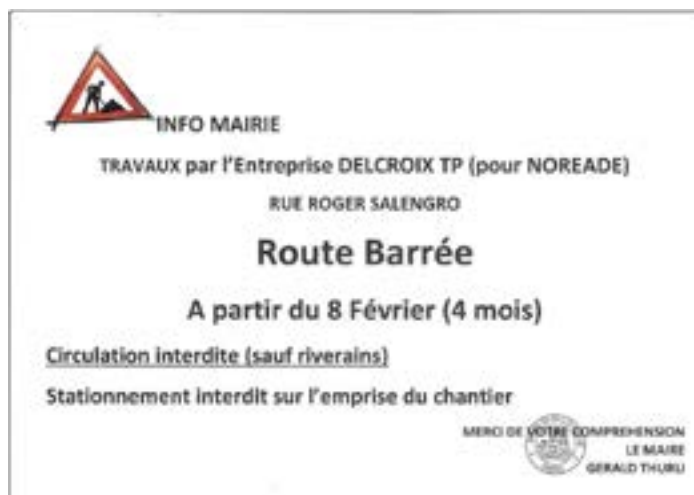 INFO MAIRIE
TRAVAUX par l'Entreprise DELCROIX TP (pour NOREADE)
RUE ROGER SALENGRO
Route Barrée
A partir du 8 Février (4 mois)
Circulation interdite (sauf riverains)
Stationnement interdit sur l'emprise du chantier
MERCI DE VOTRE COMPREHENSION
LE MAIRE
GERALD THURU